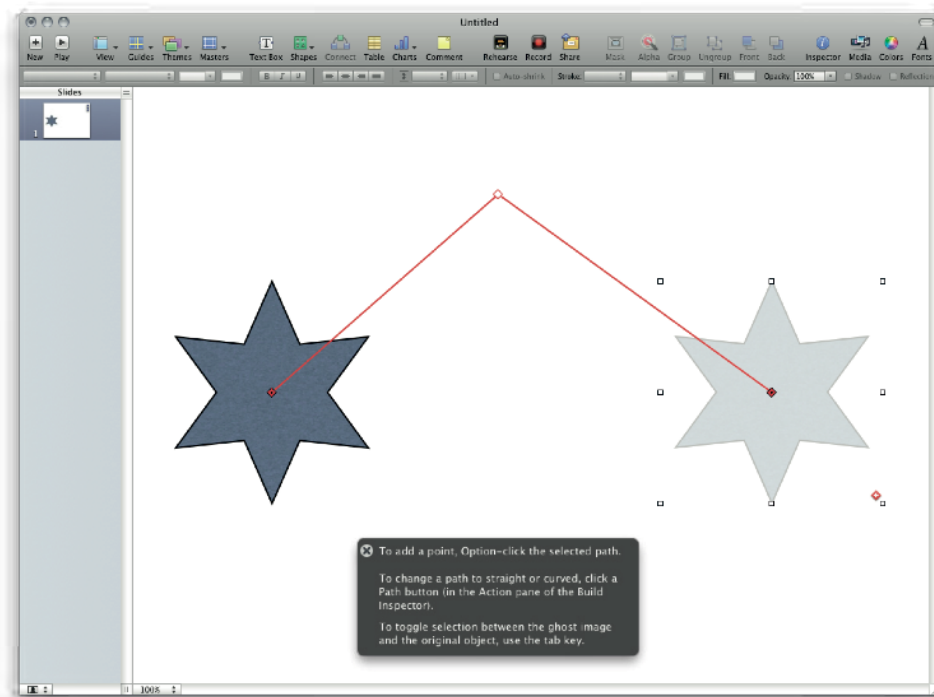 Untitled
New Play View Guides Themes Masters Text Box Shapes Connect Table Charts Comment Rehearse Record Share Mask Alpha Group Ungroup Front Back Inspector Media Colors Fonts
B I U Auto-shrink Stroke: Fill: Opacity: 100% Shadow Reflection
Slides
1
To add a point, Option-click the selected path.
To change a path to straight or curved, click a
Path button (in the Action pane of the Build
Inspector).
To toggle selection between the ghost image
and the original object, use the tab key.
100%